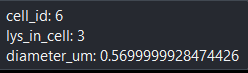 cell_id: 6
lys_in_cell: 3
diameter_um: 0.5699999928474426